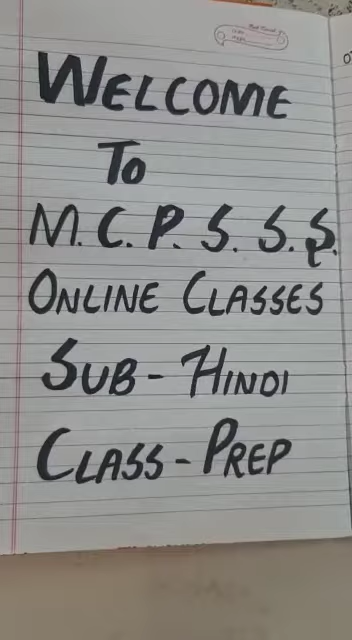 WELCOME
To
M.C.P.S.S.S.
ONLINE CLASSES
SUB-HINDI
CLASS-PREP